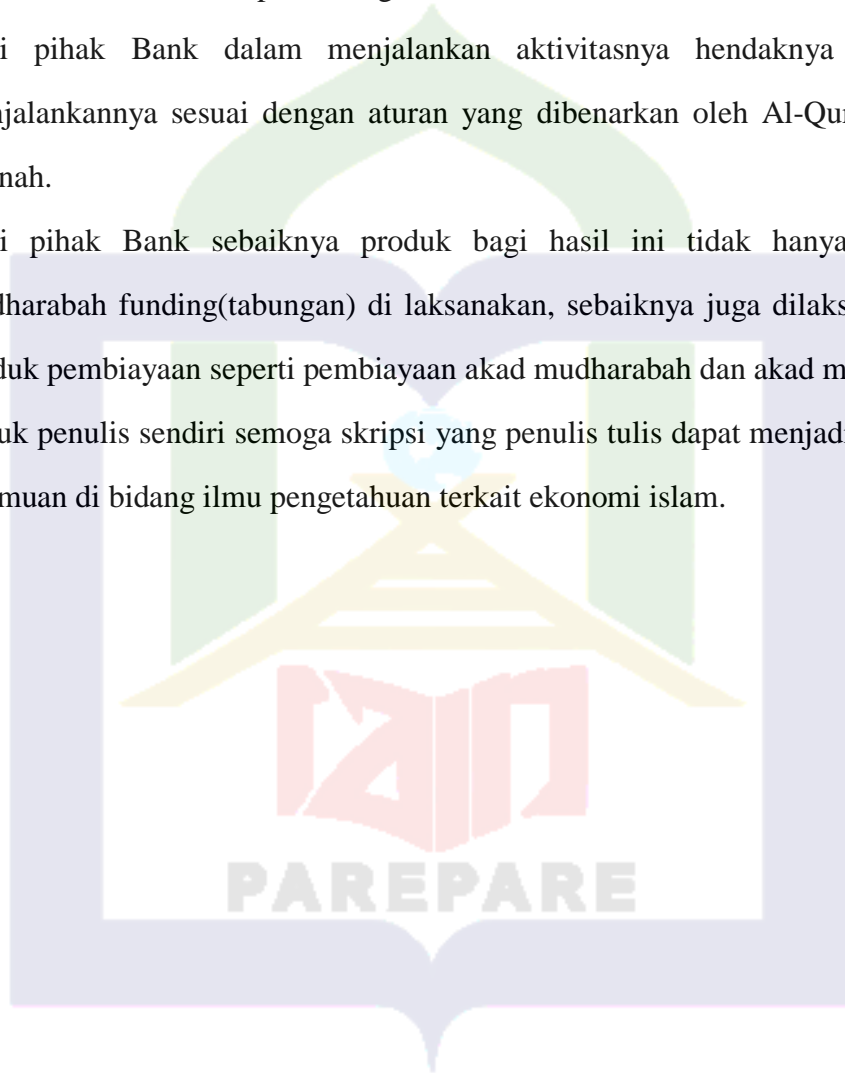 i pihak Bank dalam menjalankan aktivitasnya hendaknya
njalankannya sesuai dengan aturan yang dibenarkan oleh Al-Qur
nah.
i pihak Bank sebaiknya produk bagi hasil ini tidak hanya
dharabah funding(tabungan) di laksanakan, sebaiknya juga dilaks
duk pembiayaan seperti pembiayaan akad mudharabah dan akad m
uk penulis sendiri semoga skripsi yang penulis tulis dapat menjadi
muan di bidang ilmu pengetahuan terkait ekonomi islam.
iain
PAREPARE